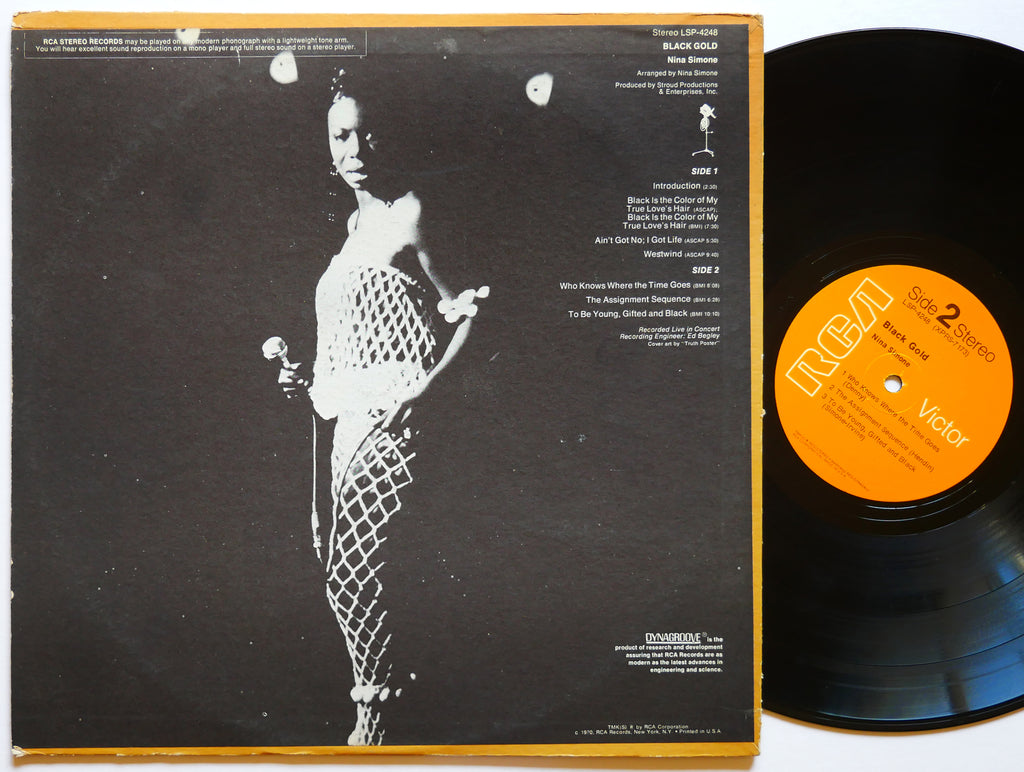 RCA STEREO RECORDS may be played on any modern phonograph with a lightweight tone arm.
You will hear excellent sound reproduction on a mono player and full stereo sound on a stereo player.
Stereo LSP-4248
BLACK GOLD
Nina Simone
Arranged by Nina Simone
Produced by Stroud Productions
& Enterprises, Inc.
SIDE 1
Introduction (2:30)
Black Is the Color of My
True Love's Hair (ASCAP);
Black Is the Color of My
True Love's Hair (BMI) (7:30)
Ain't Got No; I Got Life (ASCAP 5:30)
Westwind (ASCAP 9:40)
SIDE 2
Who Knows Where the Time Goes (BMI 8:08)
The Assignment Sequence (BMI 6:28)
To Be Young, Gifted and Black (BMI 10:10)
Recorded Live in Concert
Recording Engineer: Ed Begley
Cover art by "Truth Poster"
DYNAGROOVE ® is the
product of research and development
assuring that RCA Records are as
modern as the latest advances in
engineering and science.
TMK(S) ® by RCA Corporation
© 1970, RCA Records, New York, N.Y. • Printed in U.S.A.
RCA
Side 2 Stereo
LSP-4248 (XPRS-7173)
Black Gold
Nina Simone
1 Who Knows Where the Time Goes
(Denny)
2 The Assignment Sequence (Hendin)
3 To Be Young, Gifted and Black
(Simone-Irvine)
Victor